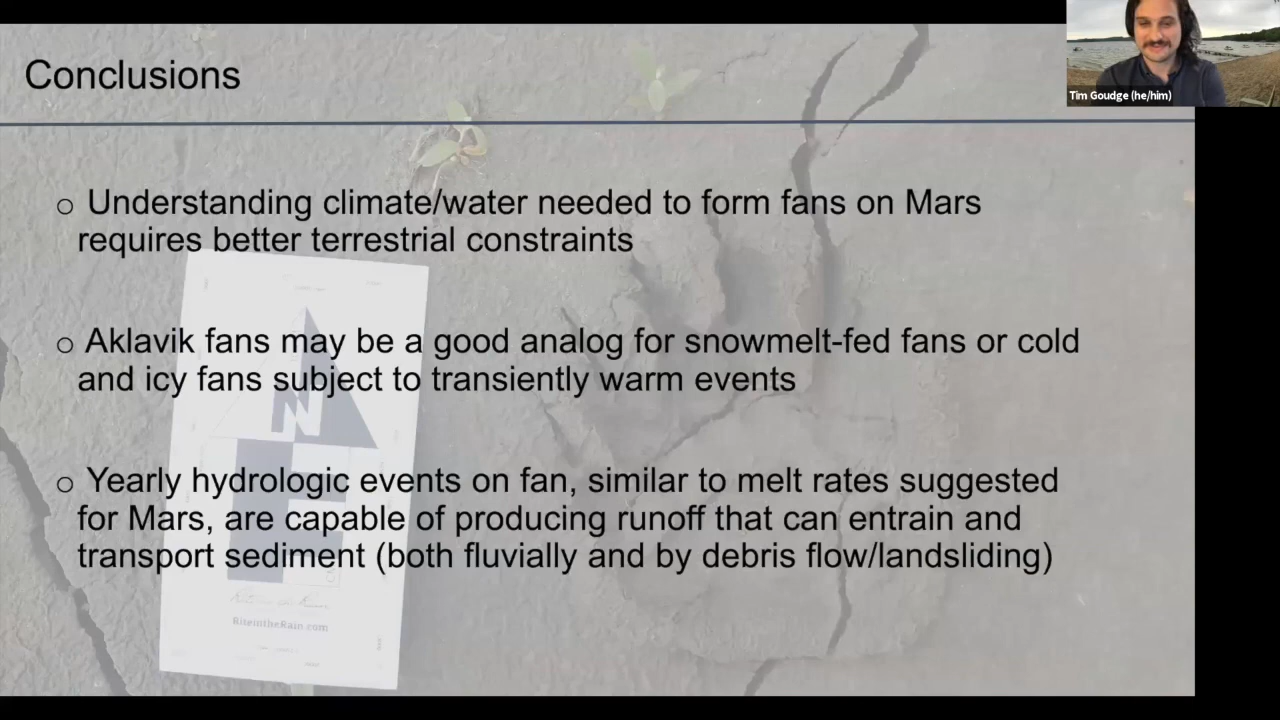 Conclusions
Tim Goudge (he/him)
o Understanding climate/water needed to form fans on Mars
requires better terrestrial constraints
o Aklavik fans may be a good analog for snowmelt-fed fans or cold
and icy fans subject to transiently warm events
N
o Yearly hydrologic events on fan, similar to melt rates suggested
for Mars, are capable of producing runoff that can entrain and
transport sediment (both fluvially and by debris flow/landsliding)
RiteintheRain.com